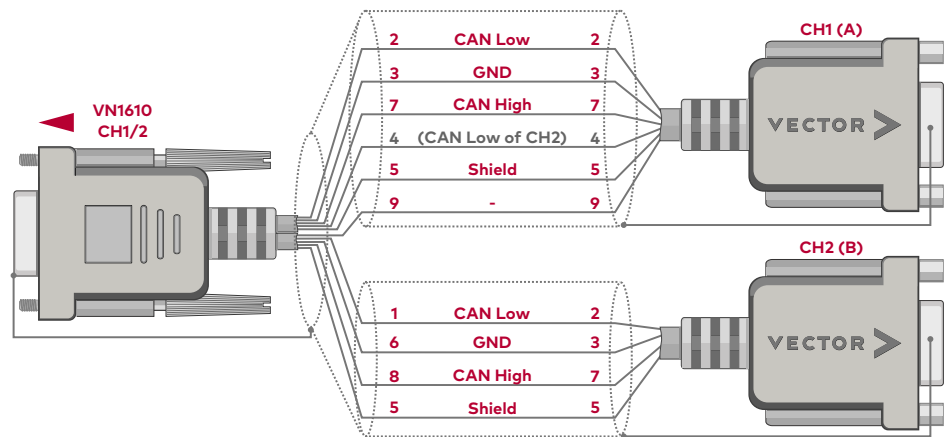 CH1 (A)
2 CAN Low 2
3 GND 3
VN1610
CH1/2
7 CAN High 7
VECTOR
4 (CAN Low of CH2) 4
5 Shield 5
9 - 9
CH2 (B)
1 CAN Low 2
6 GND 3
VECTOR
8 CAN High 7
5 Shield 5